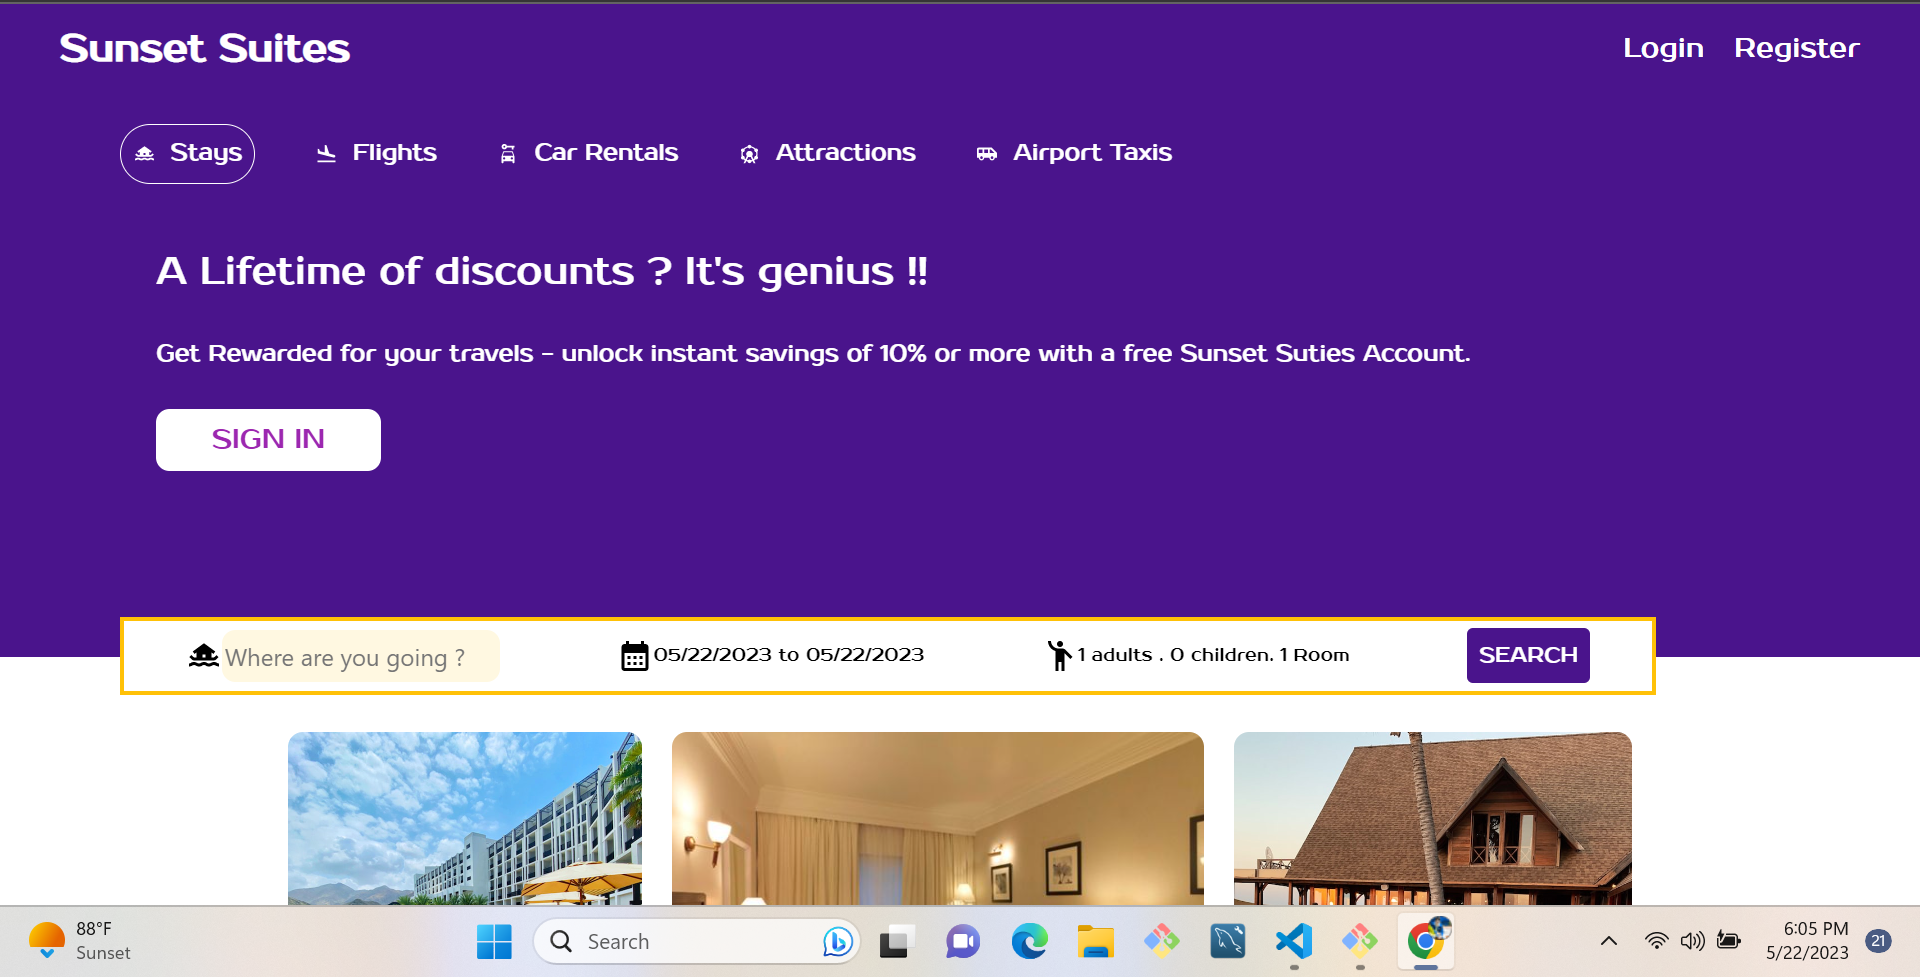 Sunset Suites
Login Register
Stays Flights Car Rentals Attractions Airport Taxis
A Lifetime of discounts ? It's genius !!
Get Rewarded for your travels - unlock instant savings of 10% or more with a free Sunset Suties Account.
SIGN IN
Where are you going ? 05/22/2023 to 05/22/2023 1 adults . 0 children. 1 Room SEARCH
88°F
Sunset
Search
6:05 PM
5/22/2023
21